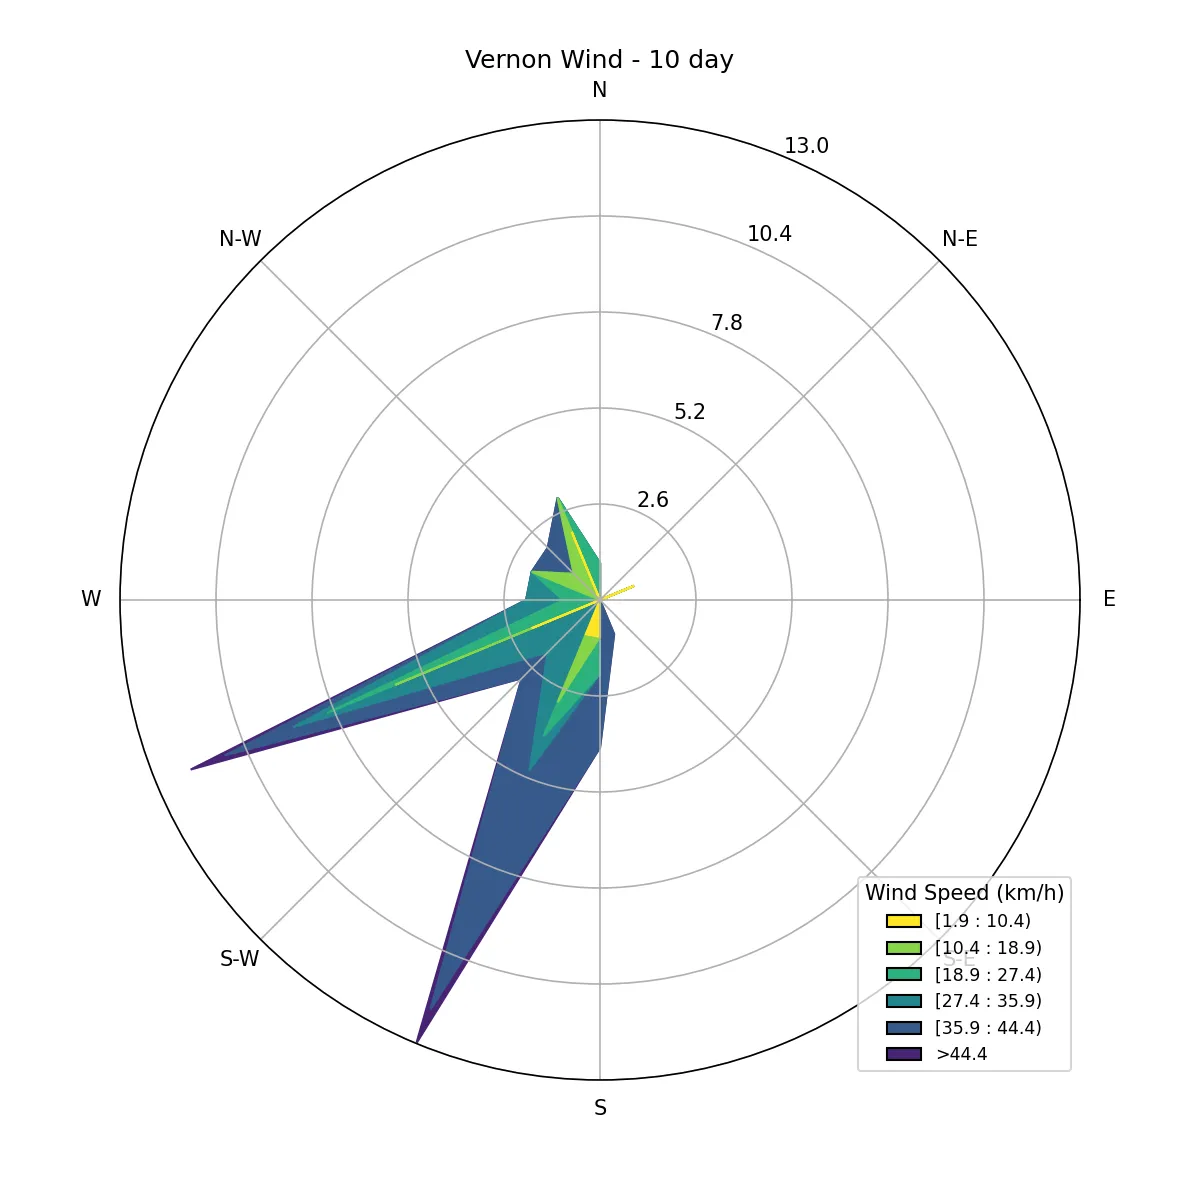 Vernon Wind - 10 day
N
13.0
10.4
N-W
N-E
7.8
5.2
2.6
W
E
Wind Speed (km/h)
[1.9 : 10.4)
[10.4 : 18.9)
S-W
S-E
[18.9 : 27.4)
[27.4 : 35.9)
[35.9 : 44.4)
>44.4
S